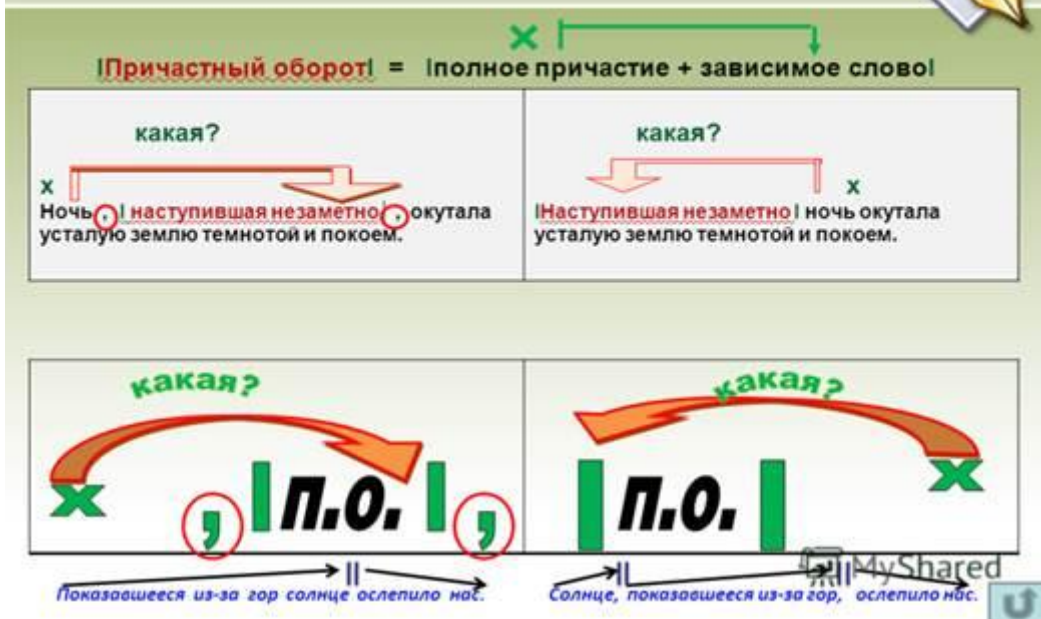 х
|Причастный оборот| = |полное причастие + зависимое слово|
какая?
х
Ночь, | наступившая незаметно|, окутала
усталую землю темнотой и покоем.
какая?
х
|Наступившая незаметно| ночь окутала
усталую землю темнотой и покоем.
какая?
х , |П.О.| ,
какая?
|П.О.| х
Показавшееся из-за гор солнце ослепило нас.
Солнце, показавшееся из-за гор, ослепило нас.
MyShared